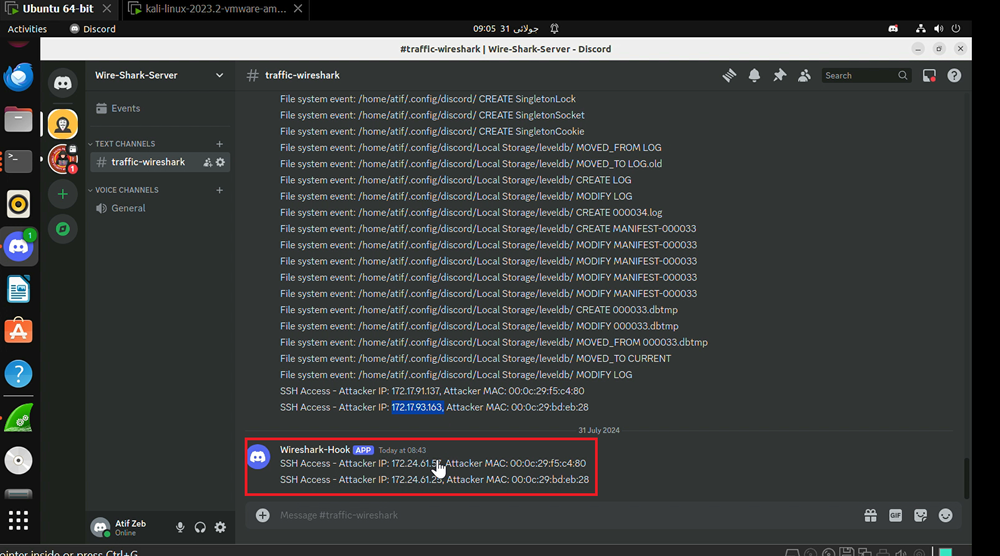 Ubuntu 64-bit
kali-linux-2023.2-vmware-am...
Activities
Discord
09:05 31 جولائی
#traffic-wireshark | Wire-Shark-Server - Discord
Wire-Shark-Server
traffic-wireshark
Search
Events
TEXT CHANNELS
traffic-wireshark
VOICE CHANNELS
General
1
1
File system event: /home/atif/.config/discord/ CREATE SingletonLock
File system event: /home/atif/.config/discord/ CREATE SingletonSocket
File system event: /home/atif/.config/discord/ CREATE SingletonCookie
File system event: /home/atif/.config/discord/Local Storage/leveldb/ MOVED_FROM LOG
File system event: /home/atif/.config/discord/Local Storage/leveldb/ MOVED_TO LOG.old
File system event: /home/atif/.config/discord/Local Storage/leveldb/ CREATE LOG
File system event: /home/atif/.config/discord/Local Storage/leveldb/ MODIFY LOG
File system event: /home/atif/.config/discord/Local Storage/leveldb/ CREATE 000034.log
File system event: /home/atif/.config/discord/Local Storage/leveldb/ CREATE MANIFEST-000033
File system event: /home/atif/.config/discord/Local Storage/leveldb/ MODIFY MANIFEST-000033
File system event: /home/atif/.config/discord/Local Storage/leveldb/ MODIFY MANIFEST-000033
File system event: /home/atif/.config/discord/Local Storage/leveldb/ MODIFY MANIFEST-000033
File system event: /home/atif/.config/discord/Local Storage/leveldb/ MODIFY MANIFEST-000033
File system event: /home/atif/.config/discord/Local Storage/leveldb/ CREATE 000033.dbtmp
File system event: /home/atif/.config/discord/Local Storage/leveldb/ MODIFY 000033.dbtmp
File system event: /home/atif/.config/discord/Local Storage/leveldb/ MOVED_FROM 000033.dbtmp
File system event: /home/atif/.config/discord/Local Storage/leveldb/ MOVED_TO CURRENT
File system event: /home/atif/.config/discord/Local Storage/leveldb/ MODIFY LOG
SSH Access - Attacker IP: 172.17.91.137, Attacker MAC: 00:0c:29:f5:c4:80
SSH Access - Attacker IP: 172.17.93.163, Attacker MAC: 00:0c:29:bd:eb:28
31 July 2024
Wireshark-Hook APP Today at 08:43
SSH Access - Attacker IP: Attacker MAC: 00:0c:29:f5:c4:80
SSH Access - Attacker IP: Attacker MAC: 00:0c:29:bd:eb:28
Message #traffic-wireshark
GIF
Atif Zeb
Online
ointer inside or press Ctrl+G